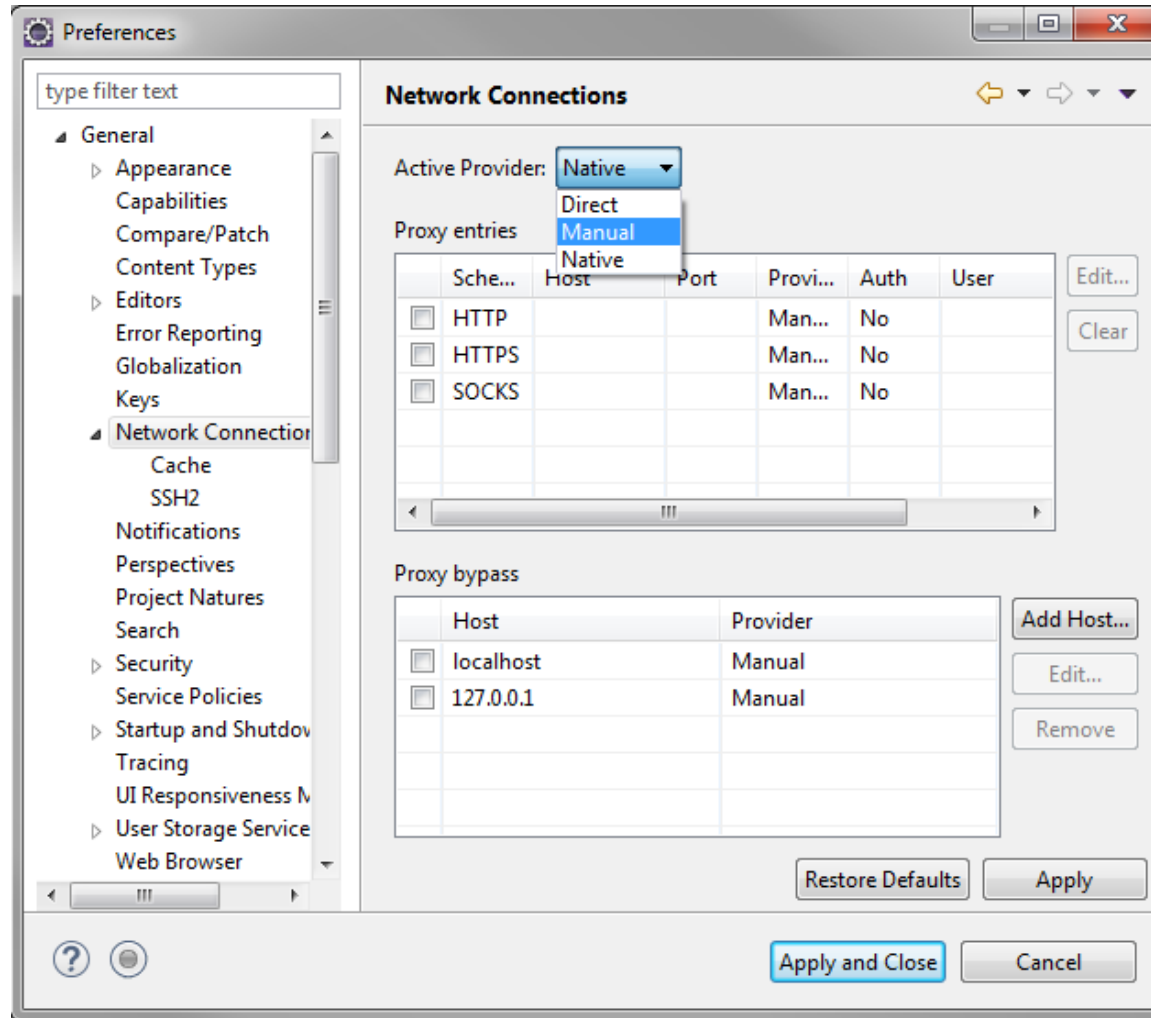 Preferences
type filter text
General
Appearance
Capabilities
Compare/Patch
Content Types
Editors
Error Reporting
Globalization
Keys
Network Connection
Cache
SSH2
Notifications
Perspectives
Project Natures
Search
Security
Service Policies
Startup and Shutdov
Tracing
UI Responsiveness M
User Storage Service
Web Browser
Network Connections
Active Provider: Native
Direct
Manual
Native
Proxy entries
Sche... Host Port Provi... Auth User
HTTP Man... No
HTTPS Man... No
SOCKS Man... No
Edit...
Clear
Proxy bypass
Host Provider
localhost Manual
127.0.0.1 Manual
Add Host...
Edit...
Remove
Restore Defaults Apply
Apply and Close Cancel